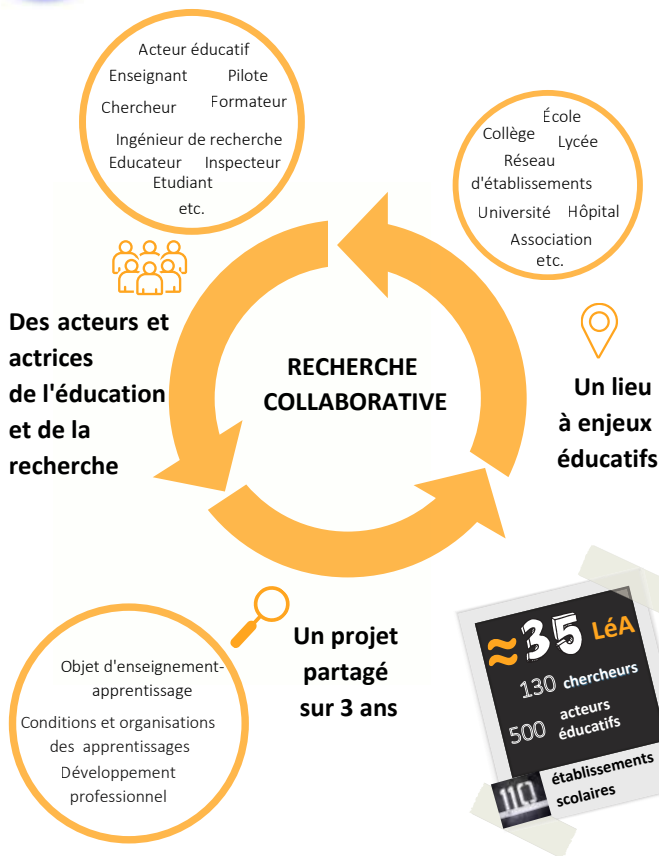 Acteur éducatif
Enseignant Pilote
Chercheur Formateur
Ingénieur de recherche
Educateur Inspecteur
Etudiant
etc.
École
Collège Lycée
Réseau
d'établissements
Université Hôpital
Association
etc.
Des acteurs et
actrices
de l'éducation
et de la
recherche
RECHERCHE
COLLABORATIVE
Un lieu
à enjeux
éducatifs
Objet d'enseignement-
apprentissage
Conditions et organisations
des apprentissages
Développement
professionnel
Un projet
partagé
sur 3 ans
≈35 LéA
130 chercheurs
500 acteurs
éducatifs
110 établissements
scolaires